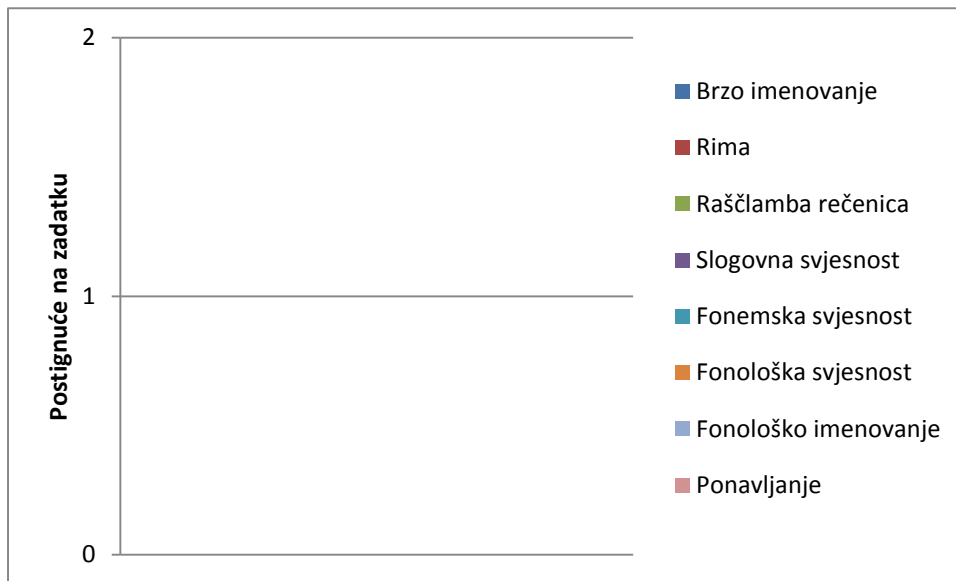 2
1
0
Postignuće na zadatku
Brzo imenovanje
Rima
Raščlamba rečenica
Slogovna svjesnost
Fonemska svjesnost
Fonološka svjesnost
Fonološko imenovanje
Ponavljanje